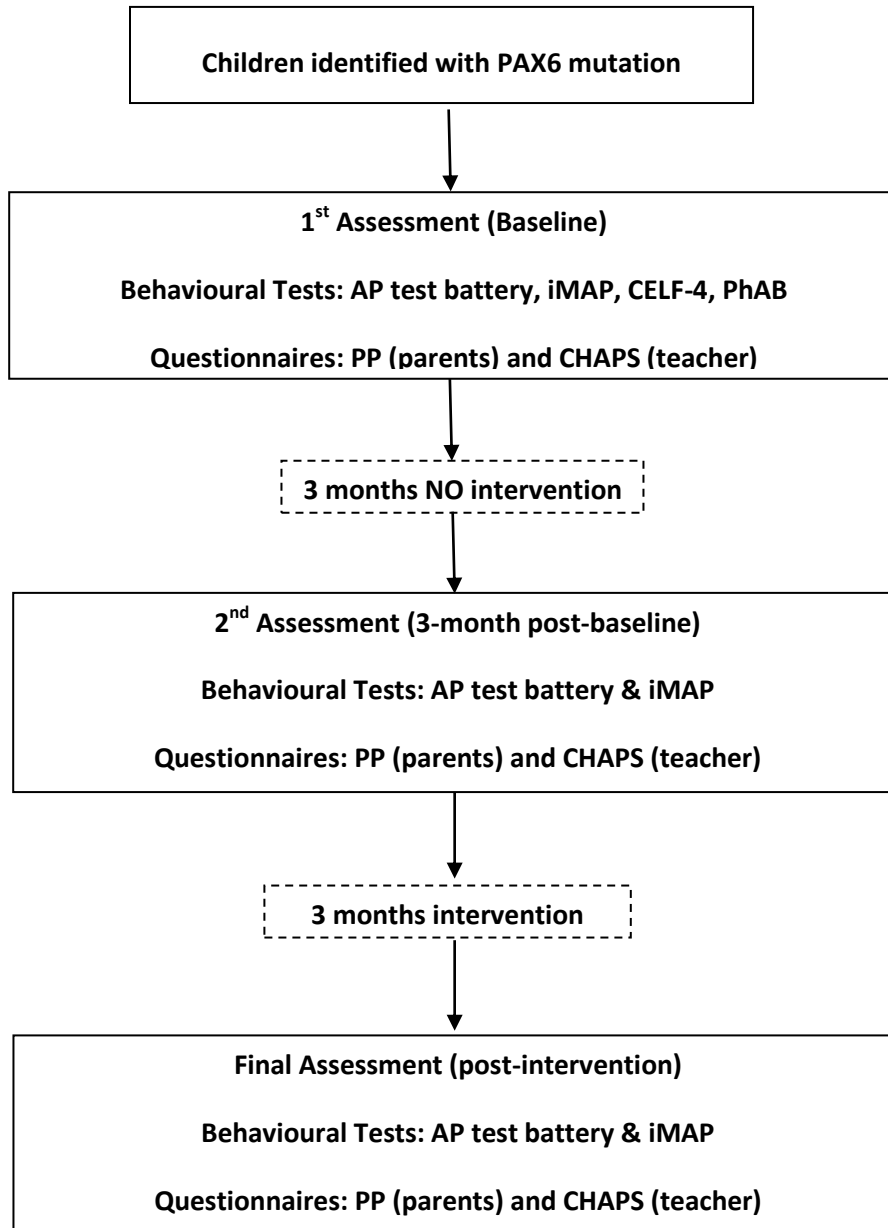 Children identified with PAX6 mutation
1st Assessment (Baseline)
Behavioural Tests: AP test battery, iMAP, CELF-4, PhAB
Questionnaires: PP (parents) and CHAPS (teacher)
3 months NO intervention
2nd Assessment (3-month post-baseline)
Behavioural Tests: AP test battery & iMAP
Questionnaires: PP (parents) and CHAPS (teacher)
3 months intervention
Final Assessment (post-intervention)
Behavioural Tests: AP test battery & iMAP
Questionnaires: PP (parents) and CHAPS (teacher)